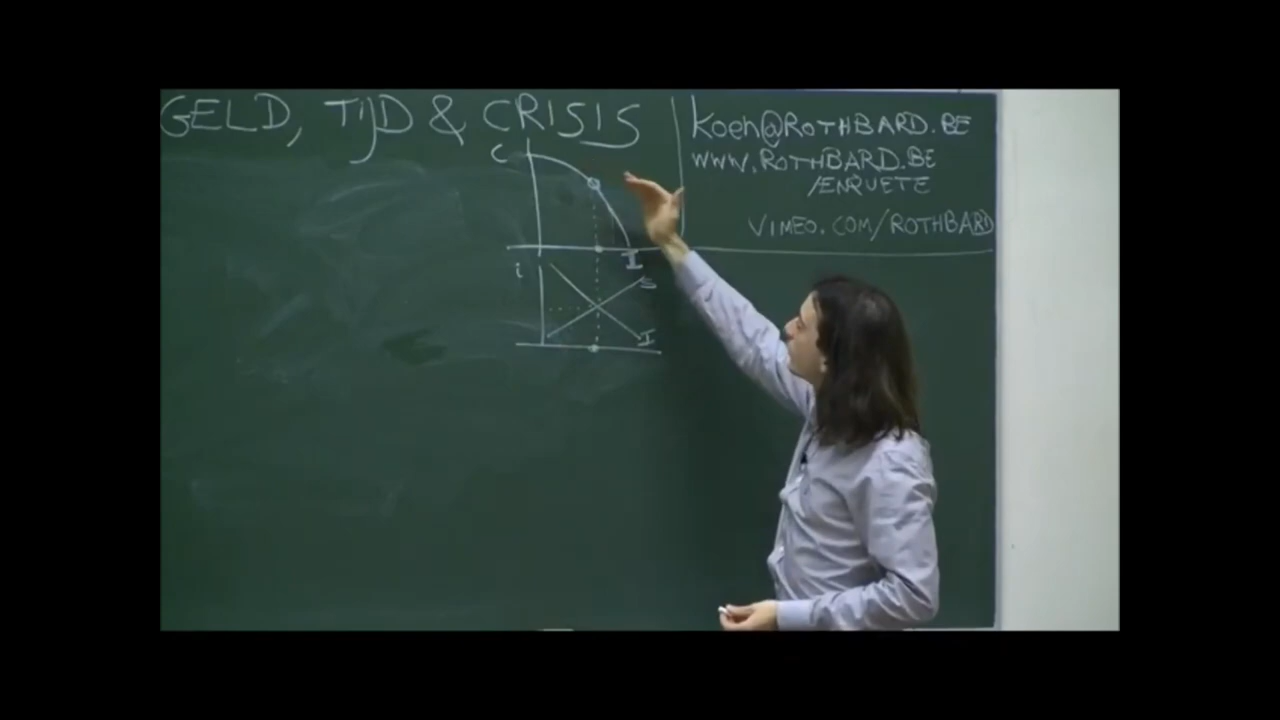 GELD, TIJD & CRISIS
koen@ROTHBARD.BE
WWW.ROTHBARD.BE
/ENQUETE
VIMEO.COM/ROTHBARD
C
I
i
S
I